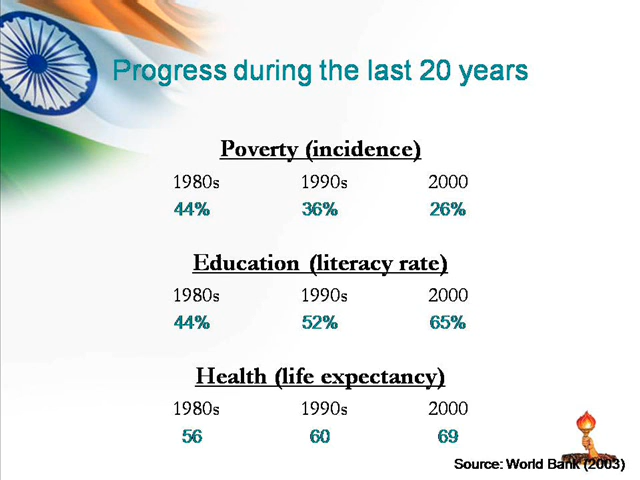 Progress during the last 20 years
Poverty (incidence)
1980s 1990s 2000
44% 36% 26%
Education (literacy rate)
1980s 1990s 2000
44% 52% 65%
Health (life expectancy)
1980s 1990s 2000
56 60 69
Source: World Bank (2003)